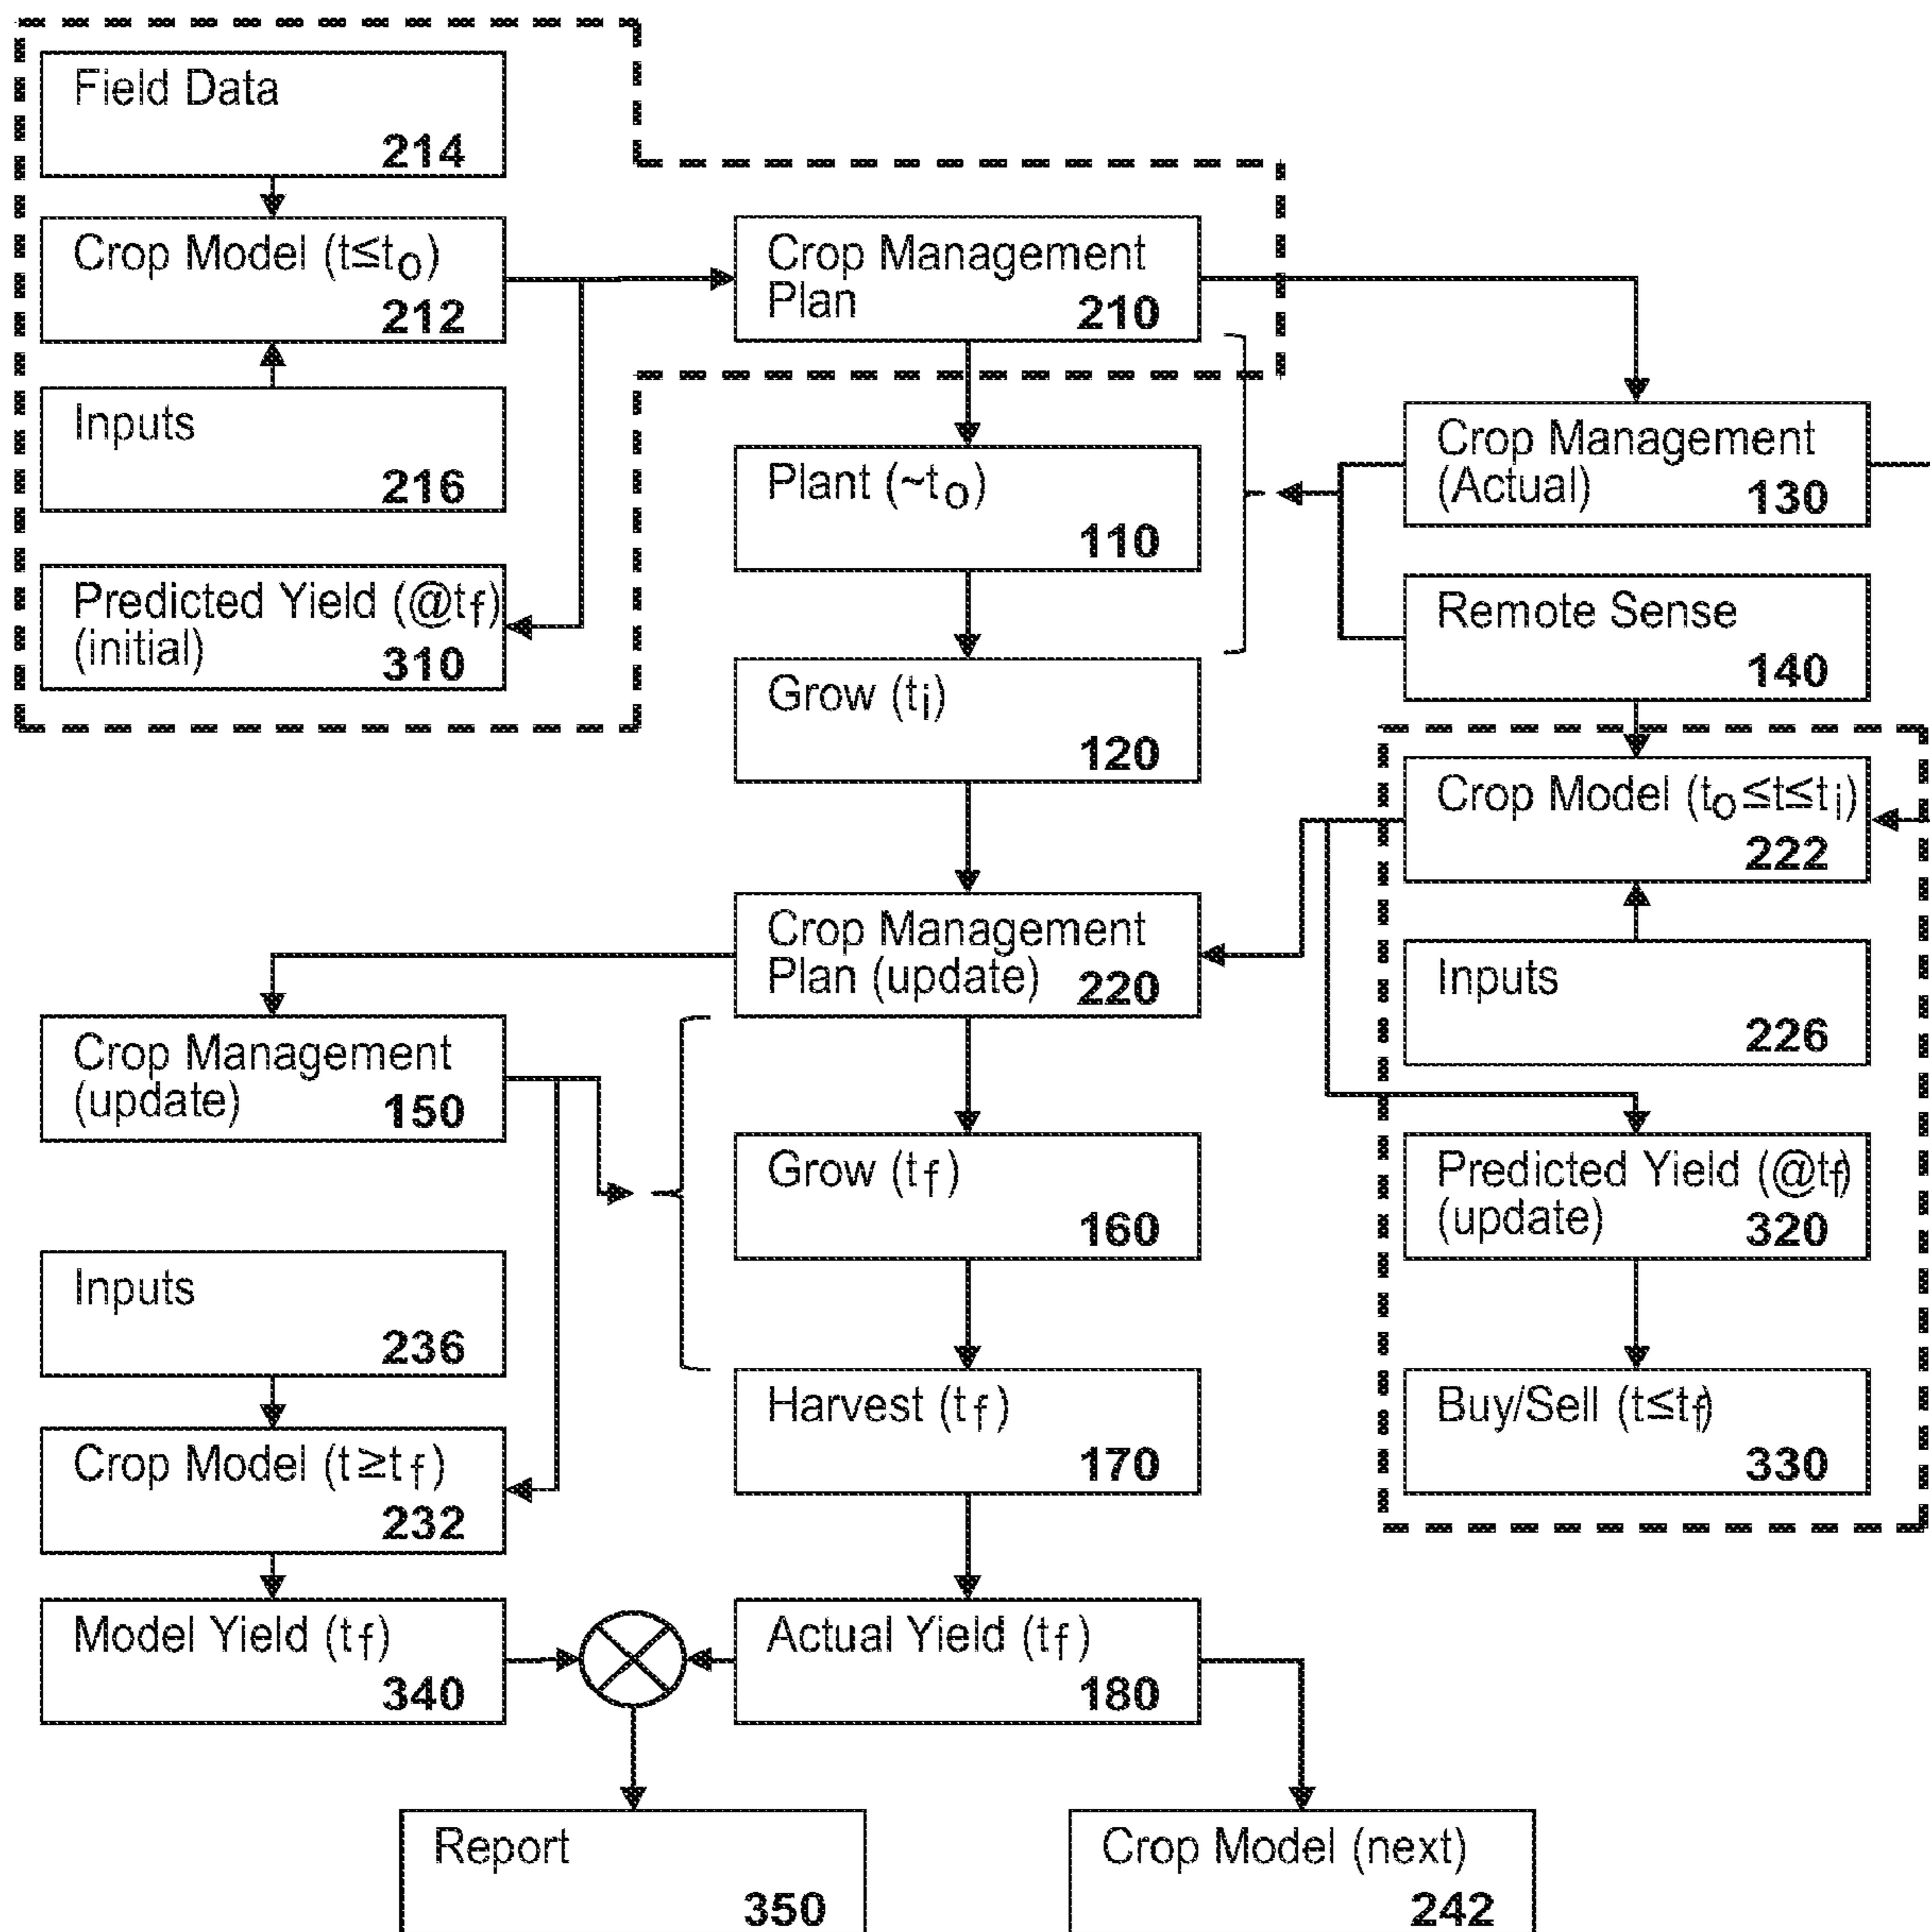 Field Data
214
Crop Model (t≤to)
212
Inputs
216
Predicted Yield (@tf)
(initial)
310
Crop Management
Plan
210
Plant (~to)
110
Grow (ti)
120
Crop Management
(Actual)
130
Remote Sense
140
Crop Model (to≤t≤ti)
222
Inputs
226
Predicted Yield (@tf)
(update)
320
Buy/Sell (t≤tf)
330
Crop Management
Plan (update)
220
Crop Management
(update)
150
Grow (tf)
160
Inputs
236
Harvest (tf)
170
Crop Model (t≥tf)
232
Model Yield (tf)
340
Actual Yield (tf)
180
Report
350
Crop Model (next)
242